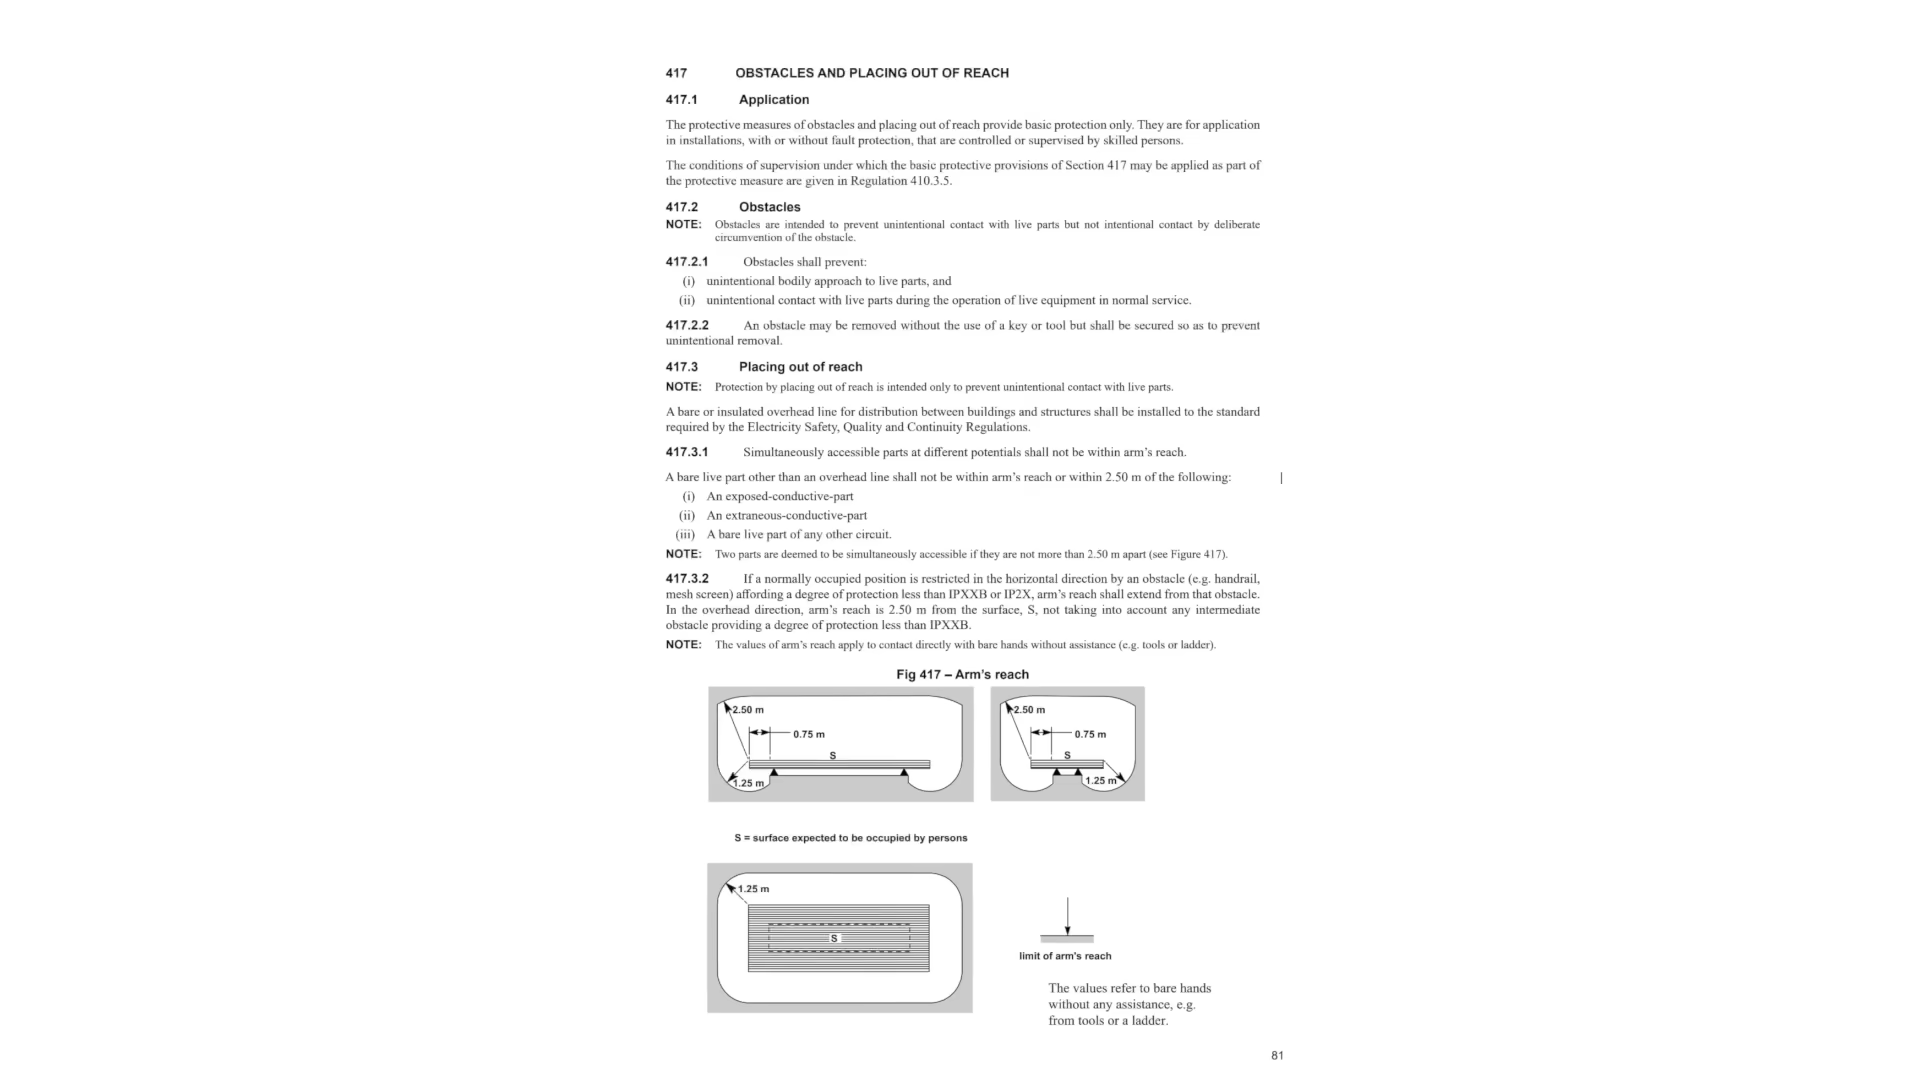 417 OBSTACLES AND PLACING OUT OF REACH
417.1 Application
The protective measures of obstacles and placing out of reach provide basic protection only. They are for application
in installations, with or without fault protection, that are controlled or supervised by skilled persons.
The conditions of supervision under which the basic protective provisions of Section 417 may be applied as part of
the protective measure are given in Regulation 410.3.5.
417.2 Obstacles
NOTE: Obstacles are intended to prevent unintentional contact with live parts but not intentional contact by deliberate
circumvention of the obstacle.
417.2.1 Obstacles shall prevent:
(i) unintentional bodily approach to live parts, and
(ii) unintentional contact with live parts during the operation of live equipment in normal service.
417.2.2 An obstacle may be removed without the use of a key or tool but shall be secured so as to prevent
unintentional removal.
417.3 Placing out of reach
NOTE: Protection by placing out of reach is intended only to prevent unintentional contact with live parts.
A bare or insulated overhead line for distribution between buildings and structures shall be installed to the standard
required by the Electricity Safety, Quality and Continuity Regulations.
417.3.1 Simultaneously accessible parts at different potentials shall not be within arm's reach.
A bare live part other than an overhead line shall not be within arm's reach or within 2.50 m of the following:
(i) An exposed-conductive-part
(ii) An extraneous-conductive-part
(iii) A bare live part of any other circuit.
NOTE: Two parts are deemed to be simultaneously accessible if they are not more than 2.50 m apart (see Figure 417).
417.3.2 If a normally occupied position is restricted in the horizontal direction by an obstacle (e.g. handrail,
mesh screen) affording a degree of protection less than IPXXB or IP2X, arm's reach shall extend from that obstacle.
In the overhead direction, arm's reach is 2.50 m from the surface, S, not taking into account any intermediate
obstacle providing a degree of protection less than IPXXB.
NOTE: The values of arm's reach apply to contact directly with bare hands without assistance (e.g. tools or ladder).
Fig 417 – Arm's reach
2.50 m
0.75 m
S
1.25 m
2.50 m
0.75 m
S
1.25 m
S = surface expected to be occupied by persons
1.25 m
S
limit of arm's reach
The values refer to bare hands
without any assistance, e.g.
from tools or a ladder.
81